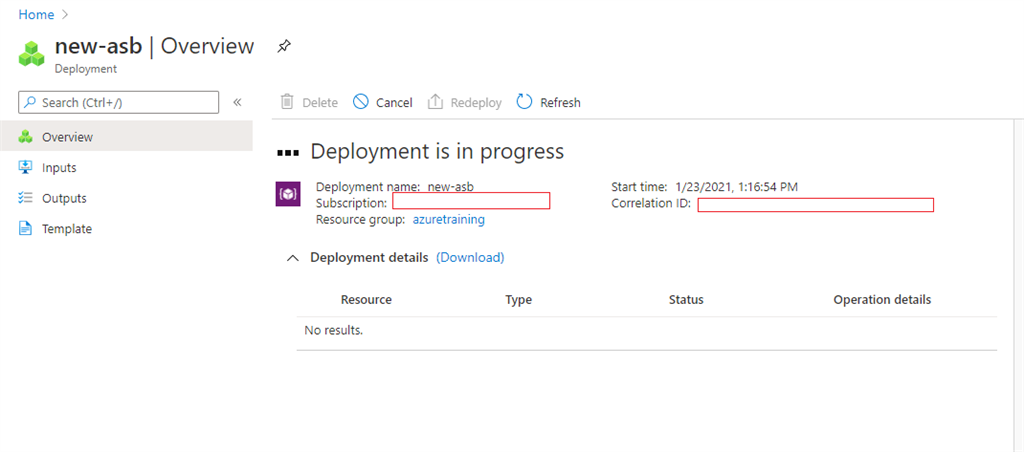 Home
new-asb | Overview
Deployment
Search (Ctrl+/)
Overview
Inputs
Outputs
Template
Delete Cancel Redeploy Refresh
Deployment is in progress
Deployment name: new-asb
Subscription:
Resource group: azuretraining
Start time: 1/23/2021, 1:16:54 PM
Correlation ID:
Deployment details (Download)
Resource Type Status Operation details
No results.